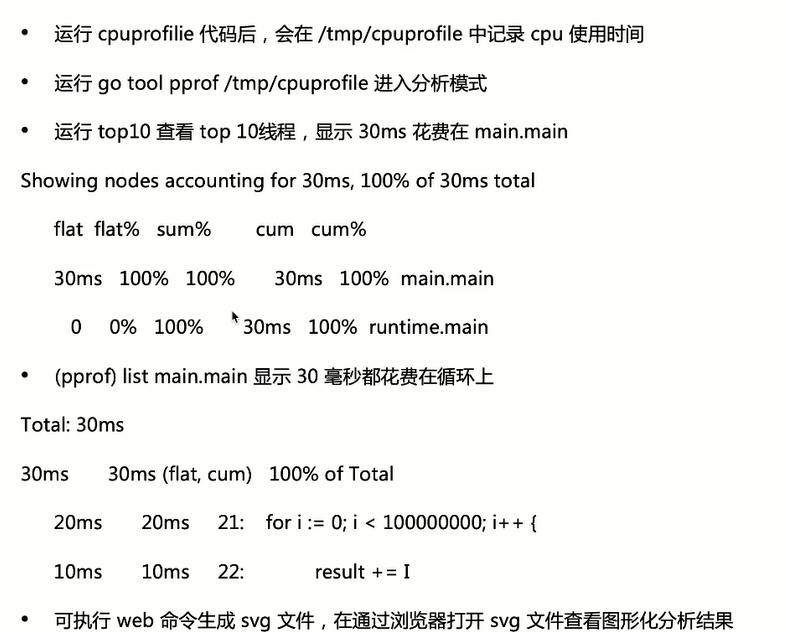 • 运行 cpuprofilie 代码后，会在 /tmp/cpuprofile 中记录 cpu 使用时间
• 运行 go tool pprof /tmp/cpuprofile 进入分析模式
• 运行 top10 查看 top 10线程，显示 30ms 花费在 main.main
Showing nodes accounting for 30ms, 100% of 30ms total
flat flat% sum% cum cum%
30ms 100% 100% 30ms 100% main.main
0 0% 100% 30ms 100% runtime.main
• (pprof) list main.main 显示 30 毫秒都花费在循环上
Total: 30ms
30ms 30ms (flat, cum) 100% of Total
20ms 20ms 21: for i := 0; i < 100000000; i++ {
10ms 10ms 22: result += I
• 可执行 web 命令生成 svg 文件，在通过浏览器打开 svg 文件查看图形化分析结果